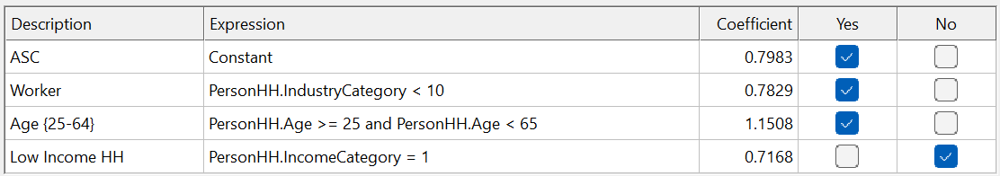 Description Expression Coefficient Yes No
ASC Constant 0.7983
Worker PersonHH.IndustryCategory < 10 0.7829
Age {25-64} PersonHH.Age >= 25 and PersonHH.Age < 65 1.1508
Low Income HH PersonHH.IncomeCategory = 1 0.7168